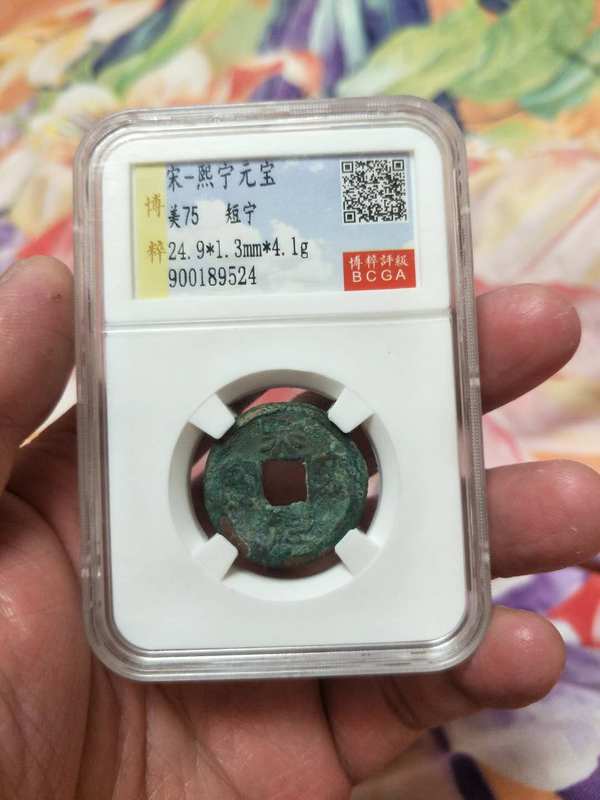 宋-熙宁元宝
博
美75 短宁
粹
24.9*1.3mm*4.1g
900189524
博粹評級
BCGA